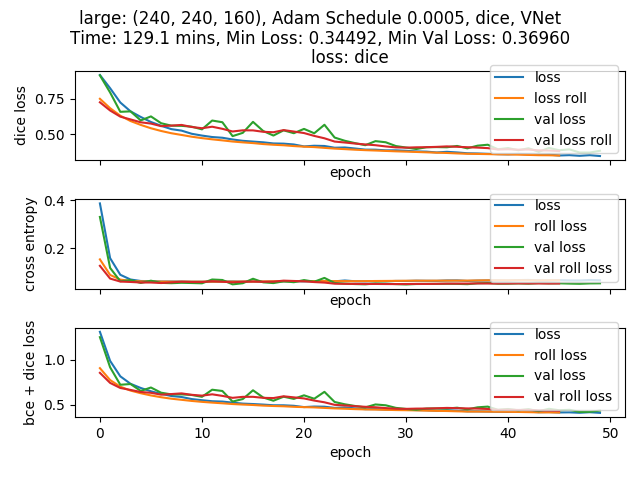 large: (240, 240, 160), Adam Schedule 0.0005, dice, VNet
Time: 129.1 mins, Min Loss: 0.34492, Min Val Loss: 0.36960
loss: dice
dice loss
0.75
0.50
loss
loss roll
val loss
val loss roll
epoch
cross entropy
0.4
0.2
loss
roll loss
val loss
val roll loss
epoch
bce + dice loss
1.0
0.5
loss
roll loss
val loss
val roll loss
0 10 20 30 40 50
epoch